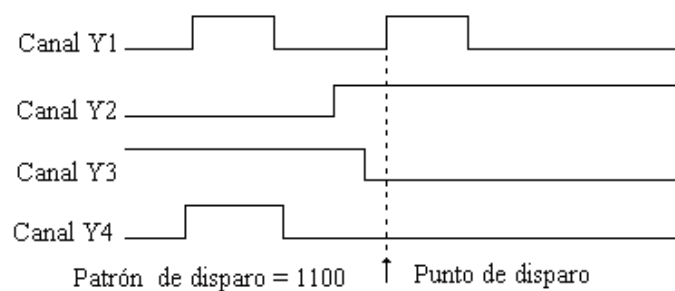 Canal Y1
Canal Y2
Canal Y3
Canal Y4
Patrón de disparo = 1100
Punto de disparo